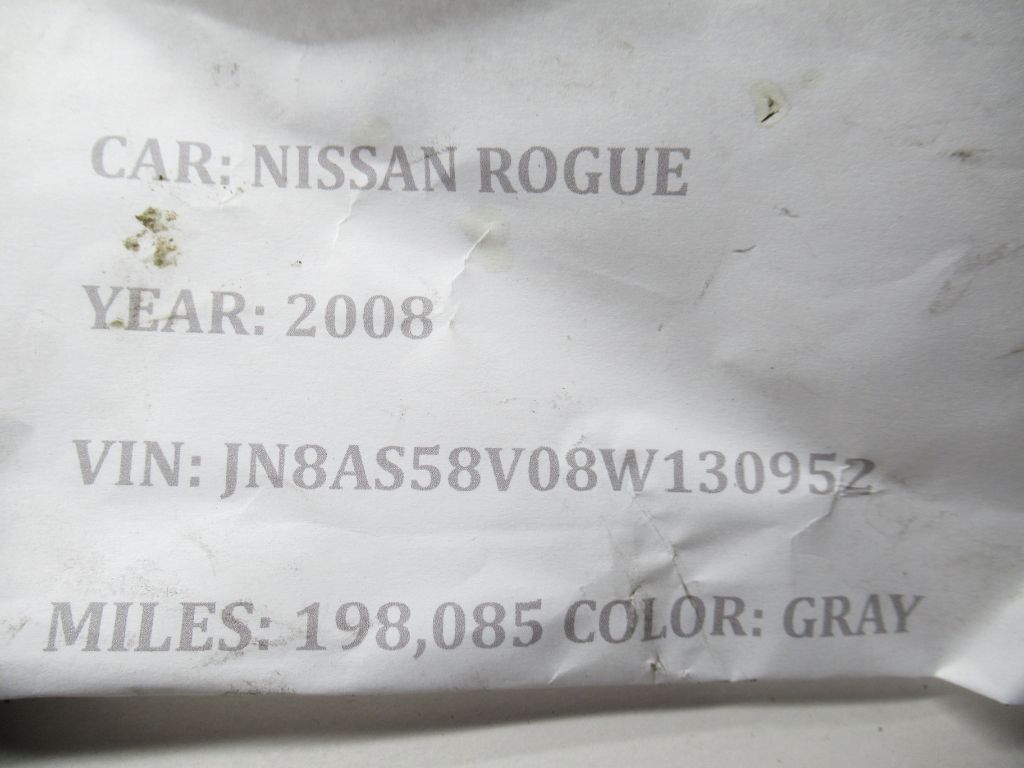 CAR: NISSAN ROGUE
YEAR: 2008
VIN: JN8AS58V08W130952
MILES: 198,085 COLOR: GRAY